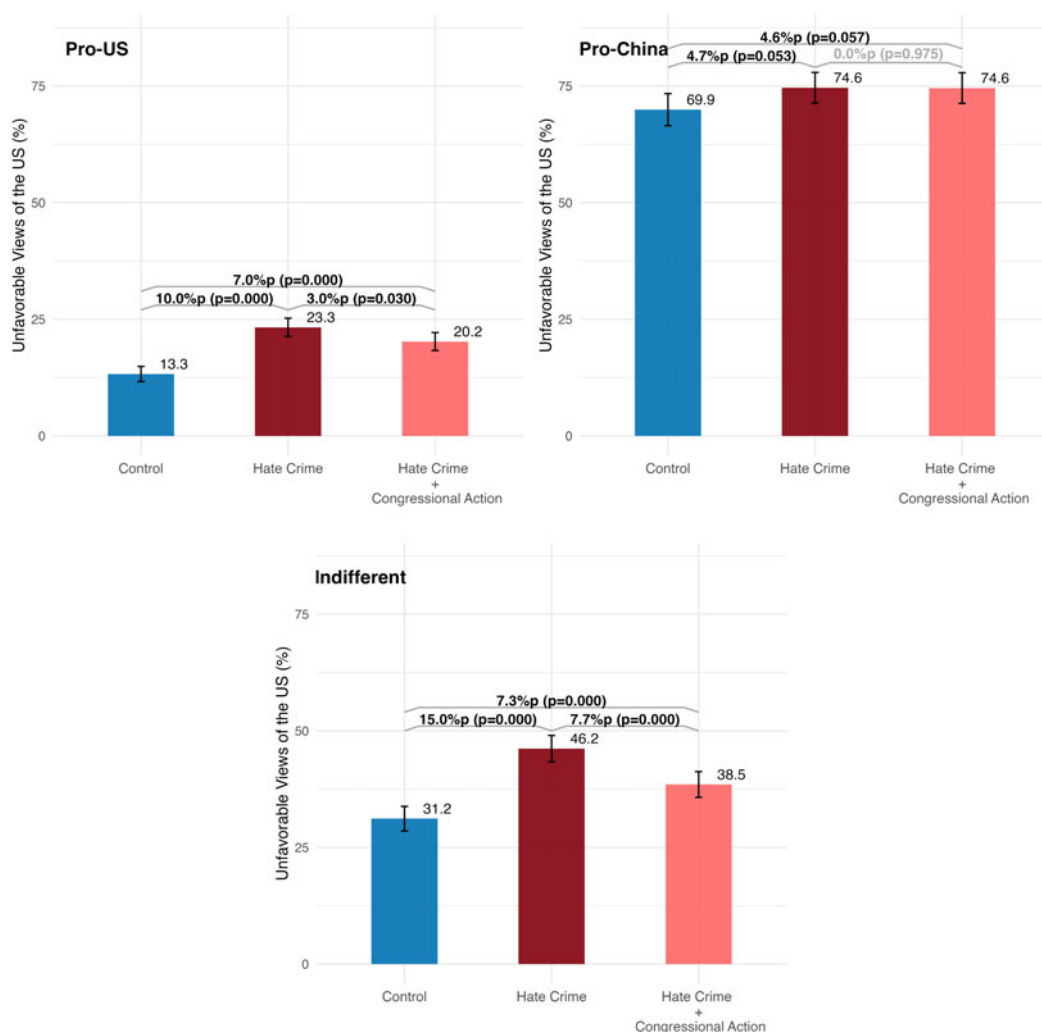 Pro-US
Unfavorable Views of the US (%)
75
50
25
0
7.0%p (p=0.000)
10.0%p (p=0.000)
3.0%p (p=0.030)
13.3
23.3
20.2
Control
Hate Crime
Hate Crime
+
Congressional Action
Pro-China
Unfavorable Views of the US (%)
75
50
25
0
4.6%p (p=0.057)
4.7%p (p=0.053)
0.0%p (p=0.975)
69.9
74.6
74.6
Control
Hate Crime
Hate Crime
+
Congressional Action
Indifferent
Unfavorable Views of the US (%)
75
50
25
0
7.3%p (p=0.000)
15.0%p (p=0.000)
7.7%p (p=0.000)
31.2
46.2
38.5
Control
Hate Crime
Hate Crime
+
Congressional Action